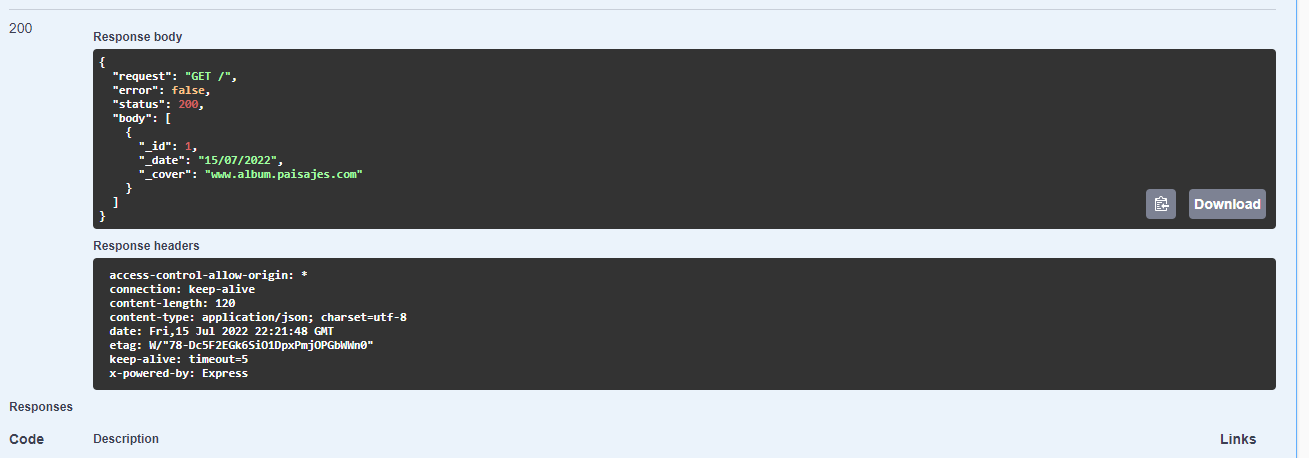 200
Response body
{
"request": "GET /",
"error": false,
"status": 200,
"body": [
{
"_id": 1,
"_date": "15/07/2022",
"_cover": "www.album.paisajes.com"
}
]
}
Download
Response headers
access-control-allow-origin: *
connection: keep-alive
content-length: 120
content-type: application/json; charset=utf-8
date: Fri,15 Jul 2022 22:21:48 GMT
etag: W/"78-Dc5F2EGk6SiO1DpxPmjOPGbWWn0"
keep-alive: timeout=5
x-powered-by: Express
Responses
Code Description Links